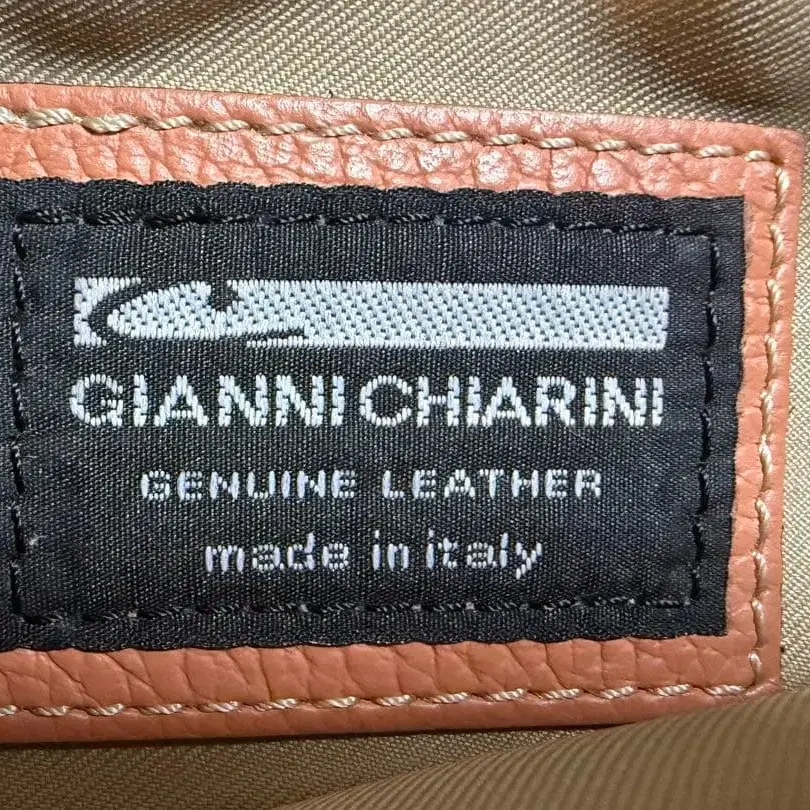 GIANNI CHIARINI
GENUINE LEATHER
made in italy